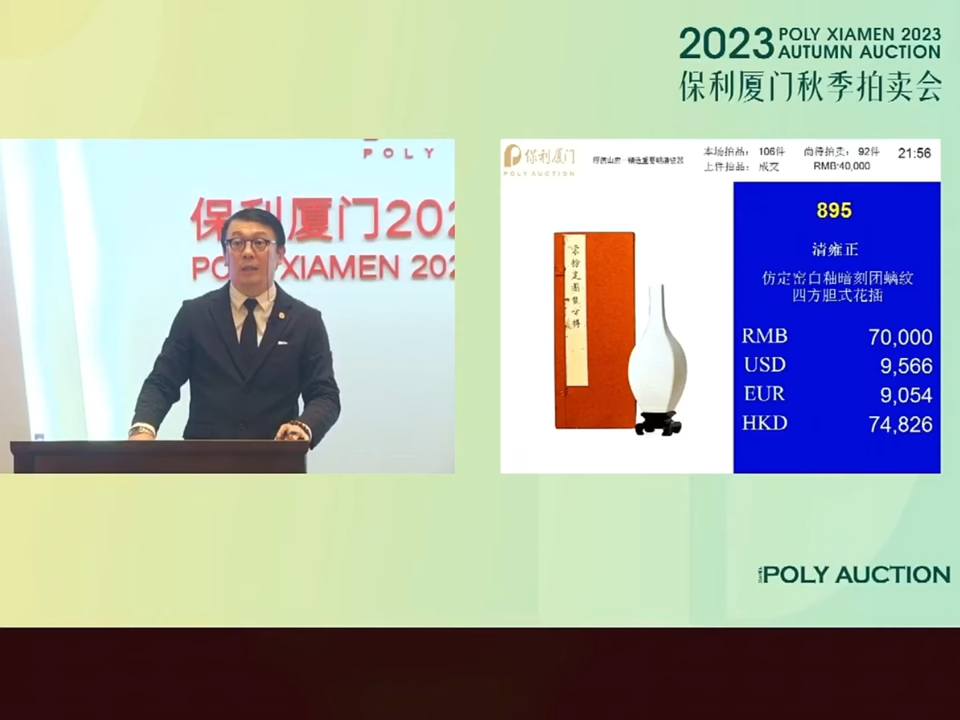 2023 POLY XIAMEN 2023
AUTUMN AUCTION
保利厦门秋季拍卖会
POLY
保利厦门202
POLY XIAMEN 202
保利厦门
POLY AUCTION
本场拍品： 106件
尚待拍卖： 92件
21:56
上件拍品： 成交
RMB:40,000
895
清雍正
仿定窑白釉暗刻团螭纹
四方胆式花插
RMB 70,000
USD 9,566
EUR 9,054
HKD 74,826
POLY AUCTION